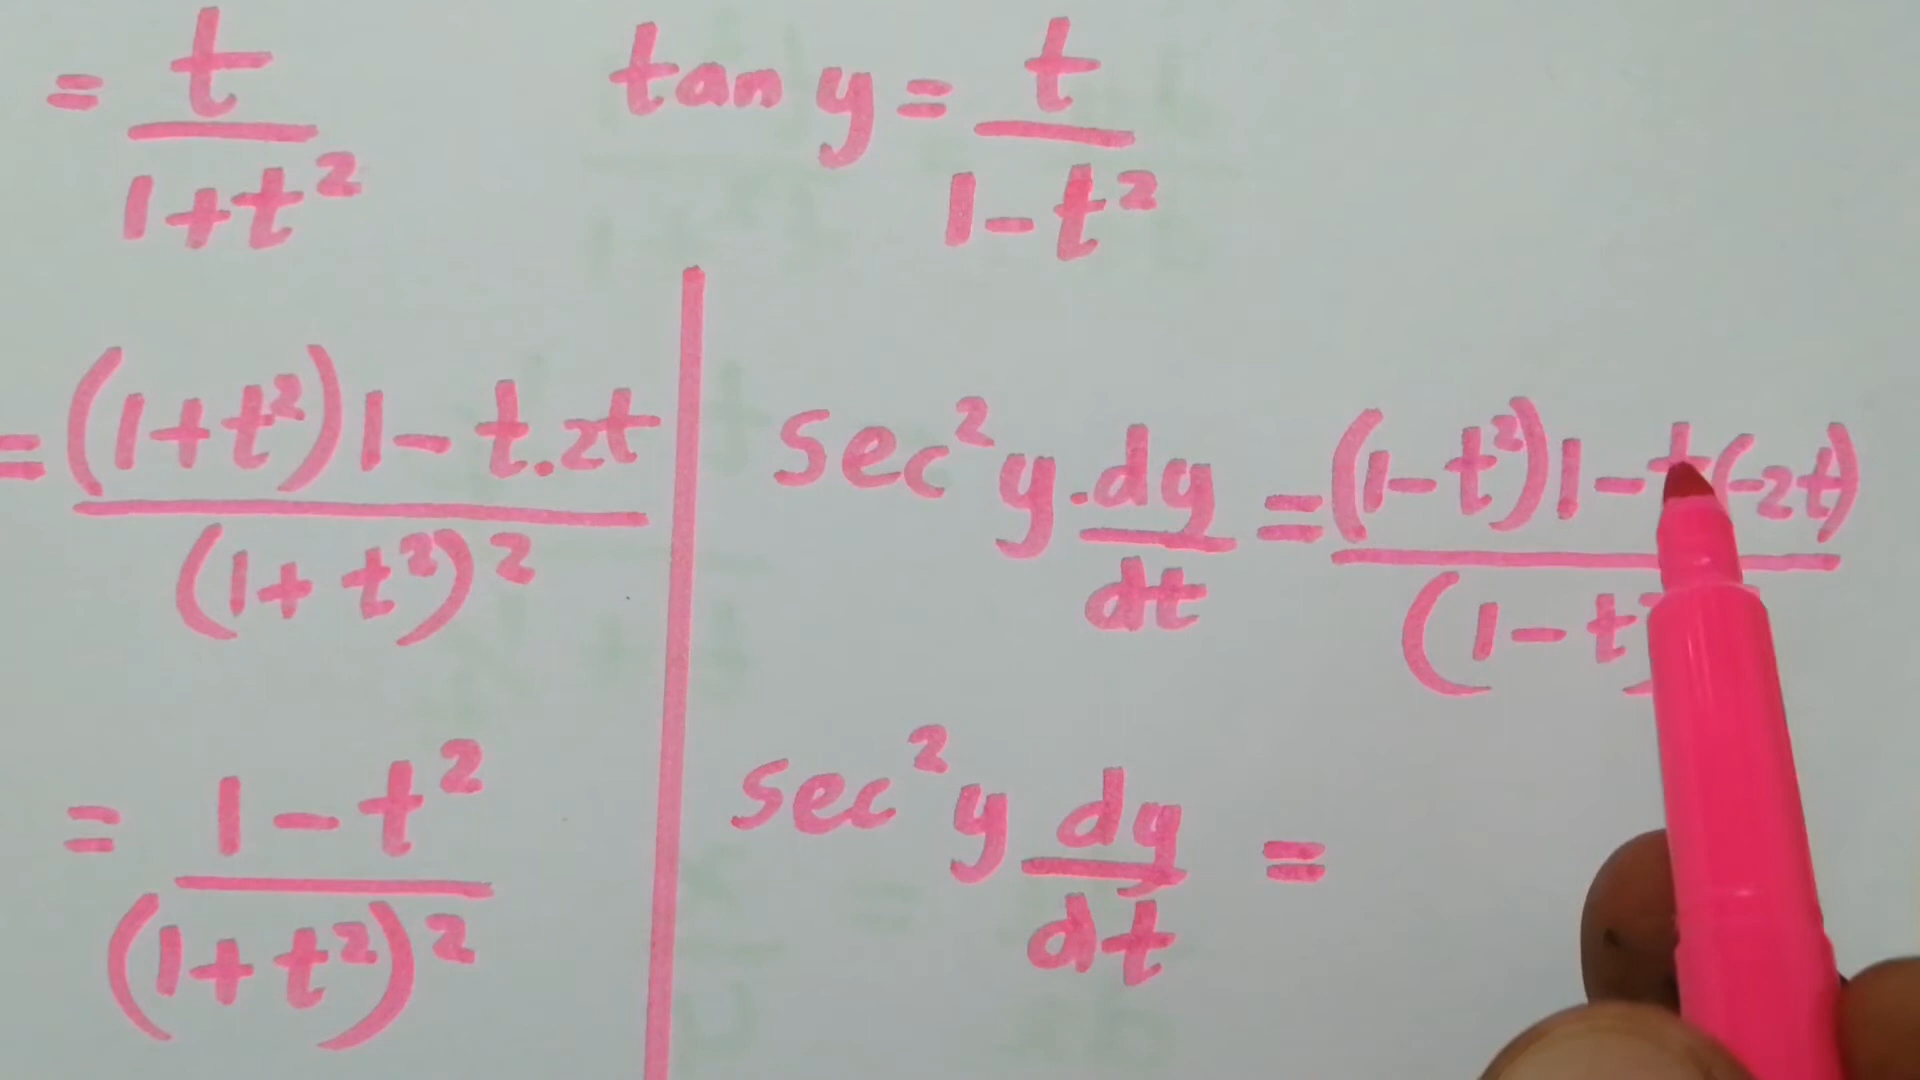 = t/(1+t²)
tan y = t/(1-t²)
= ((1+t²)1-t.2t)/(1+t²)²
sec²y.dy/dt = ((1-t²)1-t(-2t))/(1-t
= (1-t²)/(1+t²)²
sec²y dy/dt =